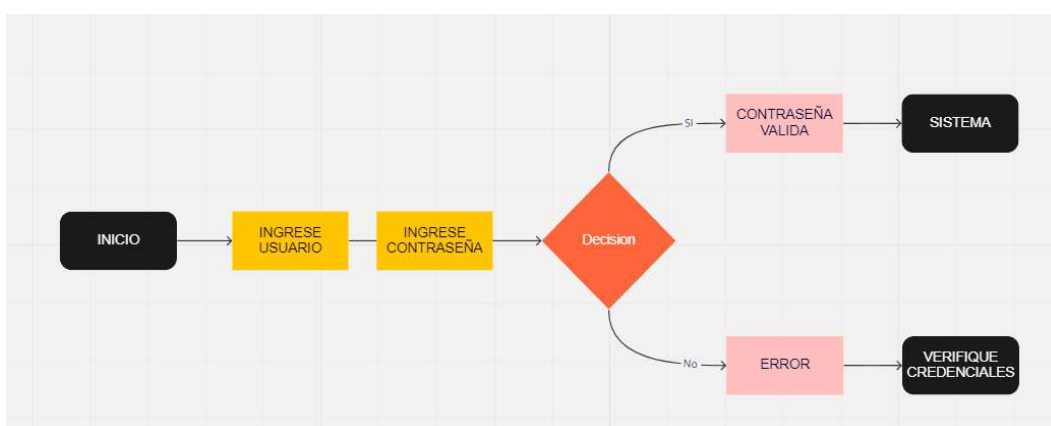 INICIO
INGRESE
USUARIO
INGRESE
CONTRASEÑA
Decision
SI
CONTRASEÑA
VALIDA
SISTEMA
No
ERROR
VERIFIQUE
CREDENCIALES